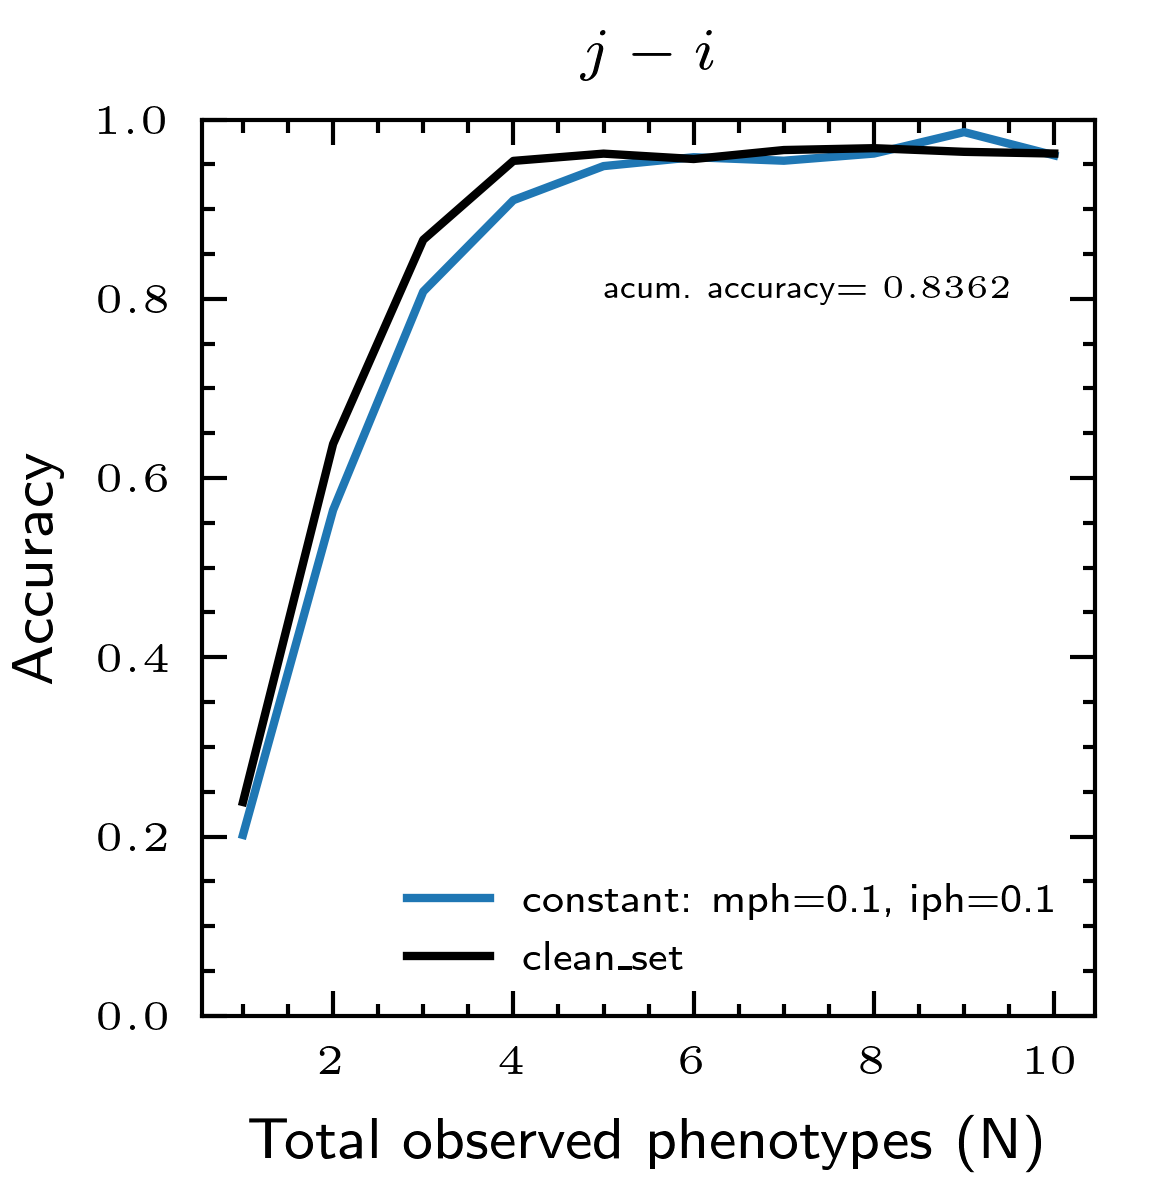 j − i
1.0
0.8
0.6
0.4
0.2
0.0
Accuracy
acum. accuracy= 0.8362
constant: mph=0.1, iph=0.1
clean_set
2 4 6 8 10
Total observed phenotypes (N)